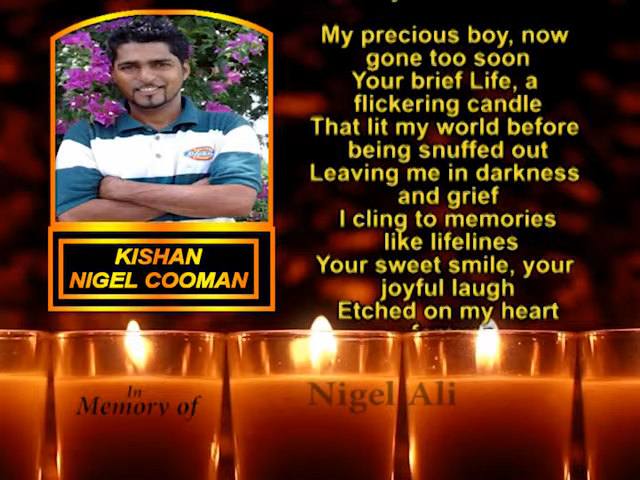 My precious boy, now
gone too soon
Your brief Life, a
flickering candle
That lit my world before
being snuffed out
Leaving me in darkness
and grief
I cling to memories
like lifelines
Your sweet smile, your
joyful laugh
Etched on my heart
KISHAN
NIGEL COOMAN
In
Memory of
Nigel Ali